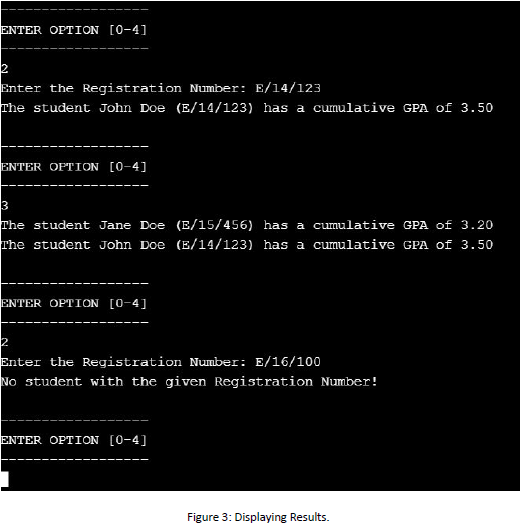 ------------------
ENTER OPTION [0-4]
------------------
2
Enter the Registration Number: E/14/123
The student John Doe (E/14/123) has a cumulative GPA of 3.50
------------------
ENTER OPTION [0-4]
------------------
3
The student Jane Doe (E/15/456) has a cumulative GPA of 3.20
The student John Doe (E/14/123) has a cumulative GPA of 3.50
------------------
ENTER OPTION [0-4]
------------------
2
Enter the Registration Number: E/16/100
No student with the given Registration Number!
------------------
ENTER OPTION [0-4]
------------------
Figure 3: Displaying Results.